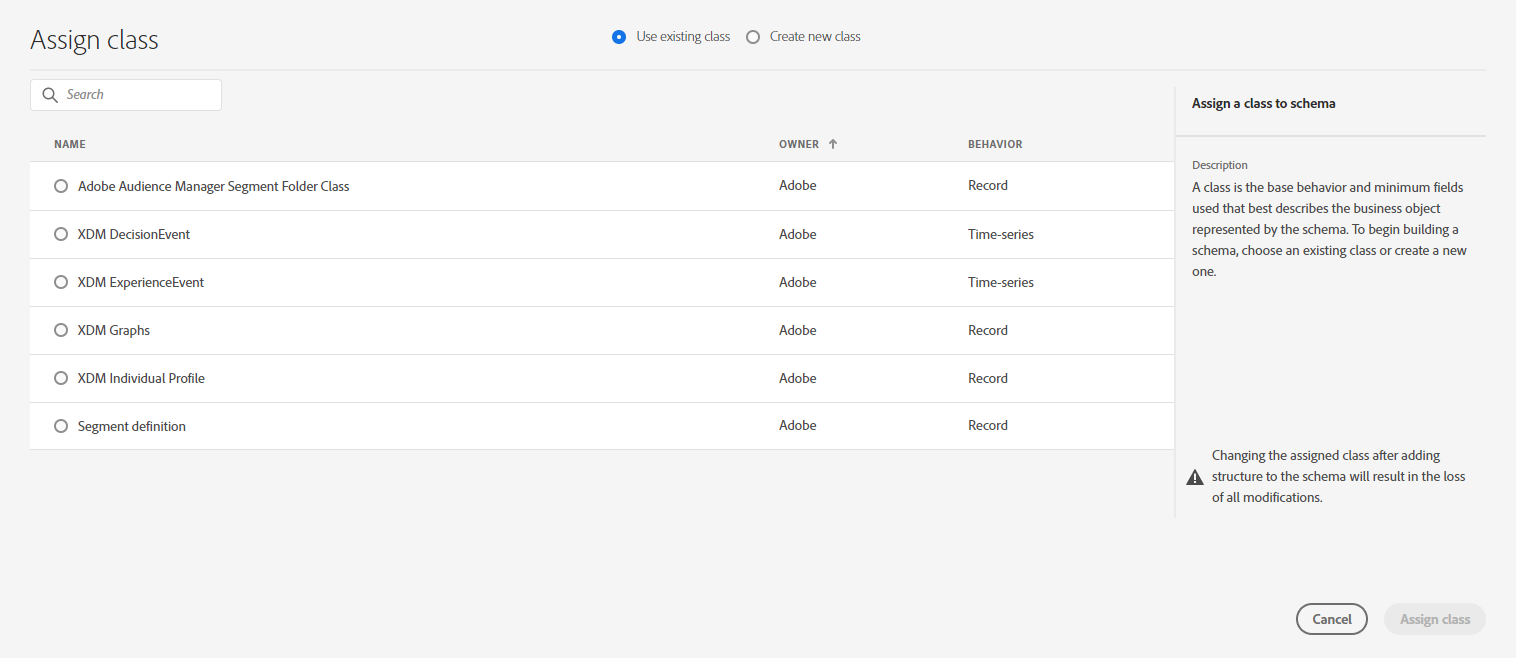 Assign class
Use existing class Create new class
Search
NAME OWNER BEHAVIOR
Adobe Audience Manager Segment Folder Class Adobe Record
XDM DecisionEvent Adobe Time-series
XDM ExperienceEvent Adobe Time-series
XDM Graphs Adobe Record
XDM Individual Profile Adobe Record
Segment definition Adobe Record
Assign a class to schema
Description
A class is the base behavior and minimum fields
used that best describes the business object
represented by the schema. To begin building a
schema, choose an existing class or create a new
one.
Changing the assigned class after adding
structure to the schema will result in the loss
of all modifications.
Cancel Assign class